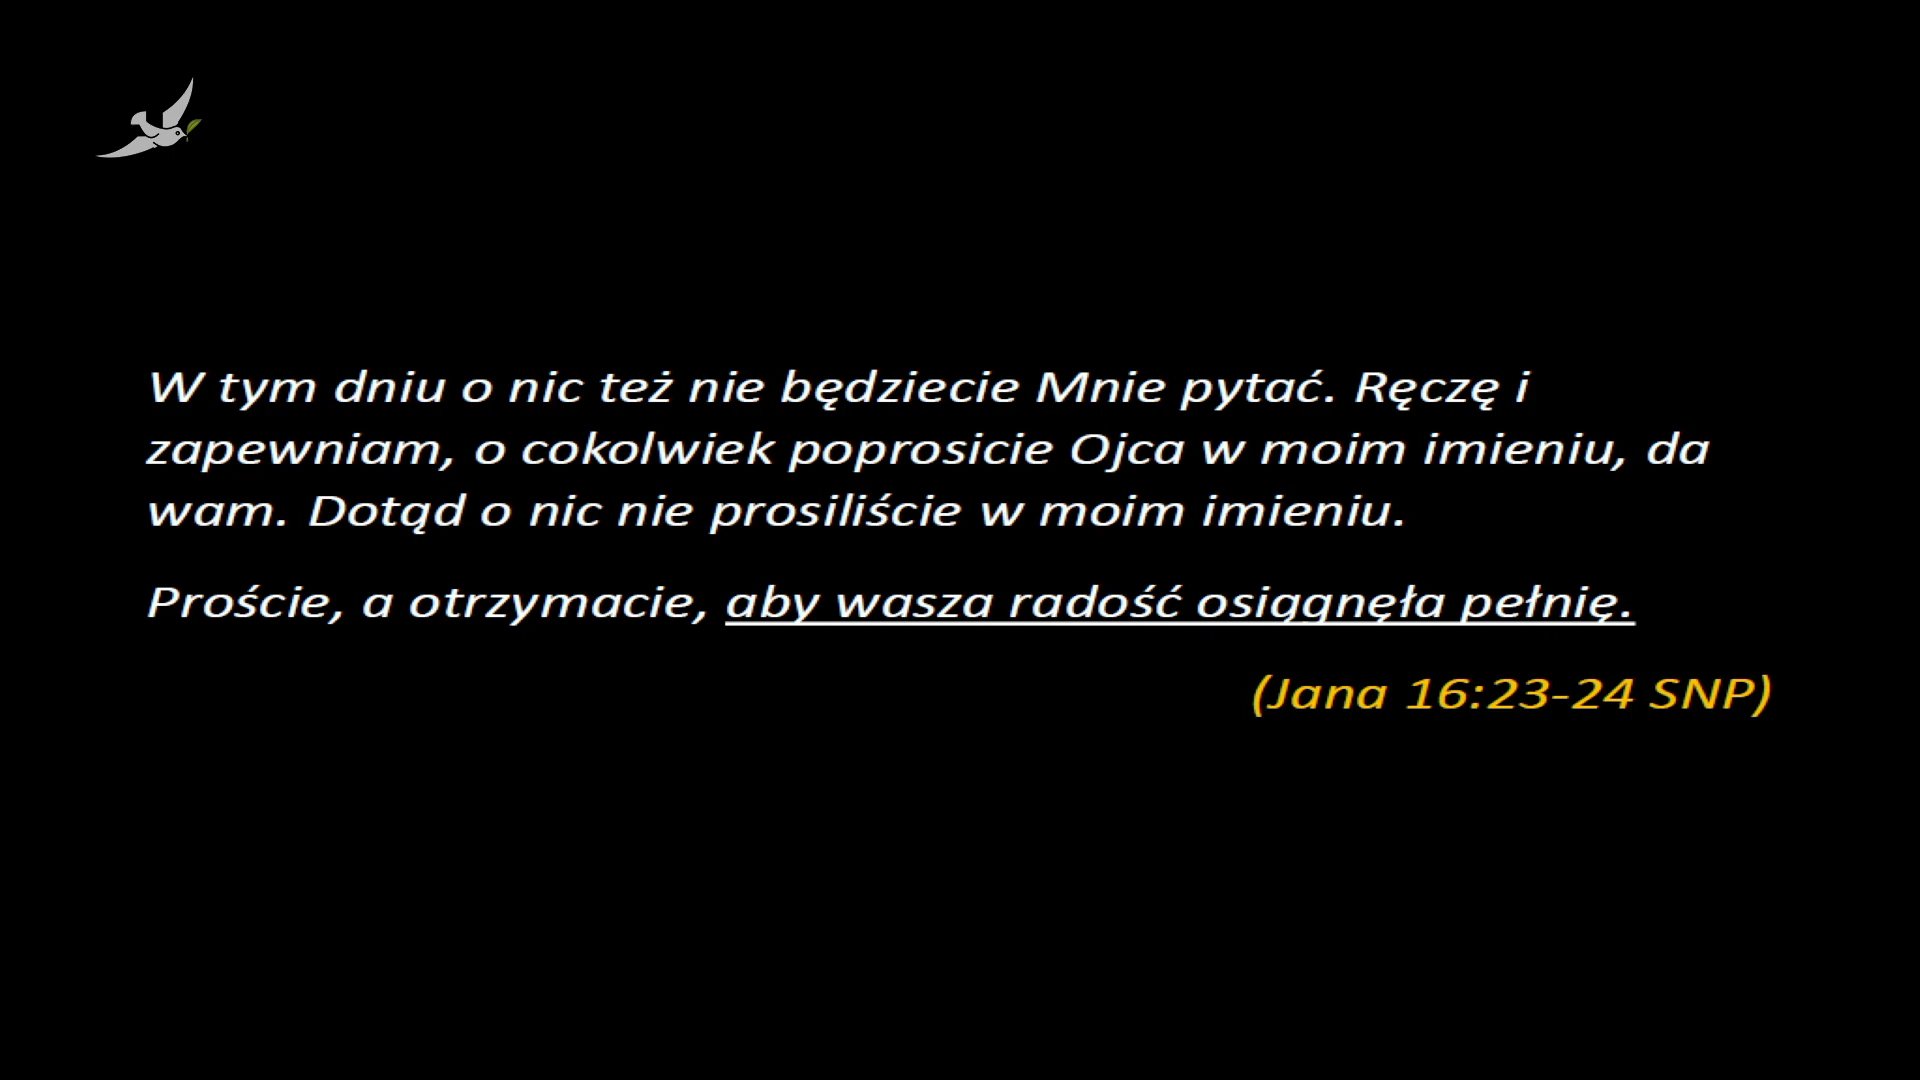 W tym dniu o nic też nie będziecie Mnie pytać. Ręczę i
zapewniam, o cokolwiek poprosicie Ojca w moim imieniu, da
wam. Dotąd o nic nie prosiliście w moim imieniu.
Proście, a otrzymacie, aby wasza radość osiągnęła pełnię.
(Jana 16:23-24 SNP)